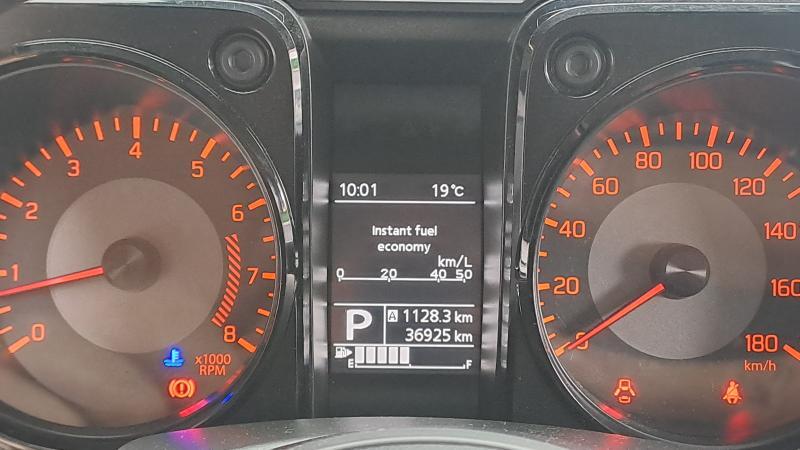 0
1
2
3
4
5
6
7
8
x1000
RPM
10:01 19°C
Instant fuel
economy
km/L
0 20 40 50
P
A 1128.3 km
36925 km
E F
0
20
40
60
80
100
120
140
160
180
km/h